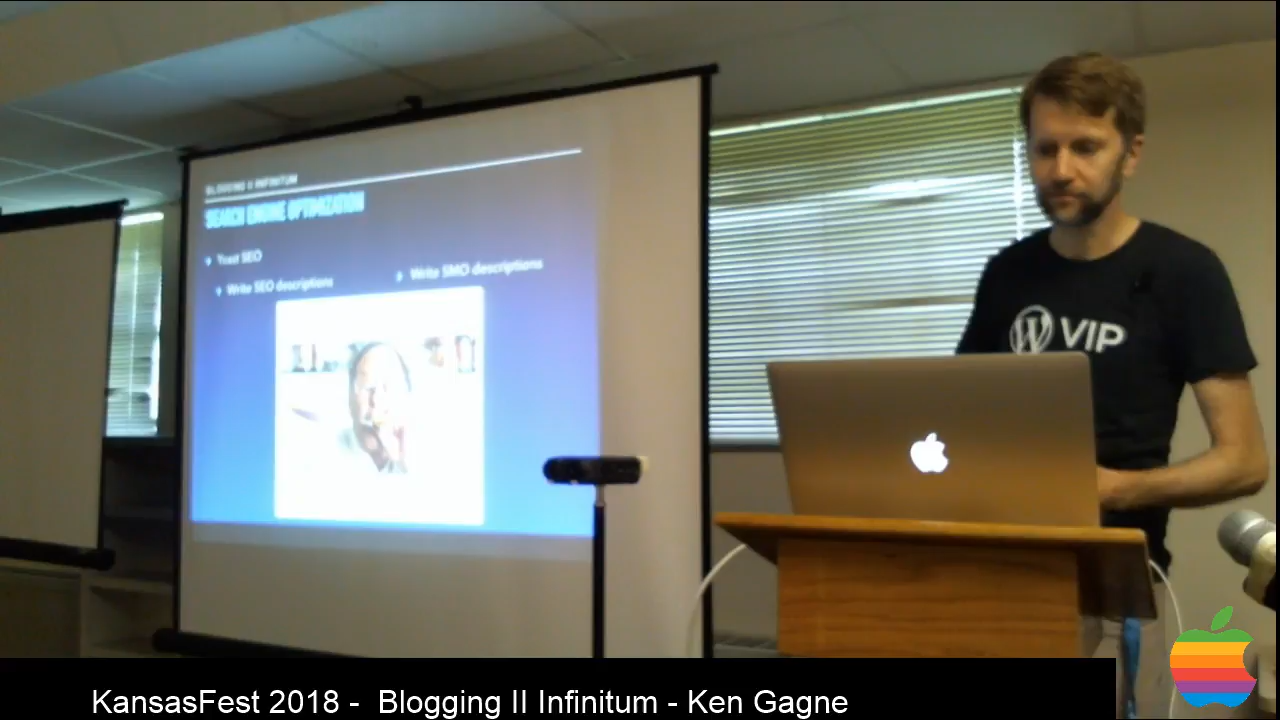 BLOGGING II INFINITUM
SEARCH ENGINE OPTIMIZATION
Yoast SEO
Write SEO descriptions
Write SMO descriptions
VIP
KansasFest 2018 - Blogging II Infinitum - Ken Gagne